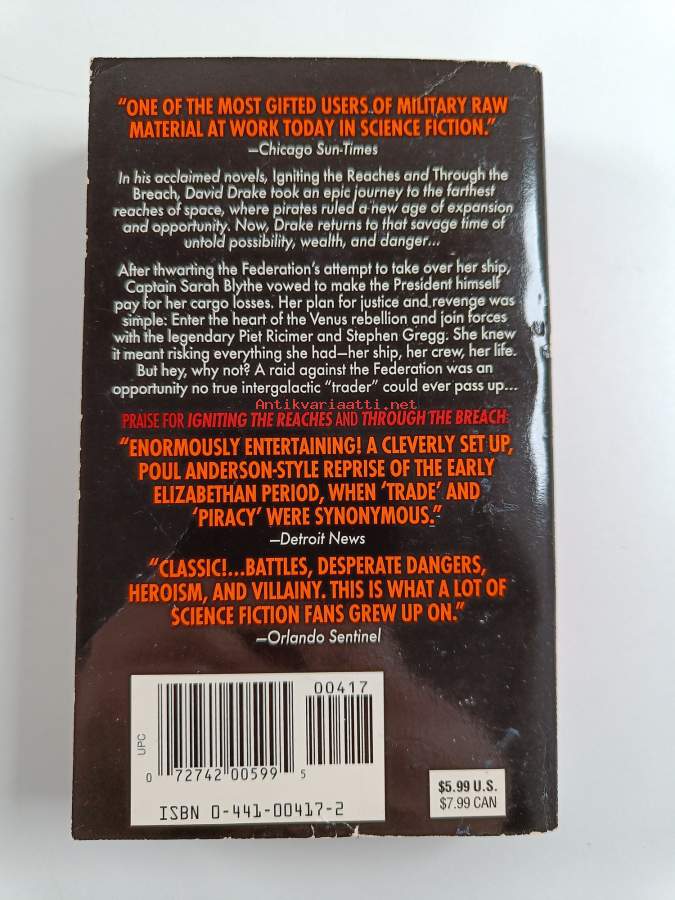 “ONE OF THE MOST GIFTED USERS OF MILITARY RAW
MATERIAL AT WORK TODAY IN SCIENCE FICTION.”
—Chicago Sun-Times
In his acclaimed novels, Igniting the Reaches and Through the
Breach, David Drake took an epic journey to the farthest
reaches of space, where pirates ruled a new age of expansion
and opportunity. Now, Drake returns to that savage time of
untold possibility, wealth, and danger...
After thwarting the Federation’s attempt to take over her ship,
Captain Sarah Blythe vowed to make the President himself
pay for her cargo losses. Her plan for justice and revenge was
simple: Enter the heart of the Venus rebellion and join forces
with the legendary Piet Ricimer and Stephen Gregg. She knew
it meant risking everything she had—her ship, her crew, her life.
But hey, why not? A raid against the Federation was an
opportunity no true intergalactic “trader” could ever pass up...
Antikvariaatti.net
PRAISE FOR IGNITING THE REACHES AND THROUGH THE BREACH:
“ENORMOUSLY ENTERTAINING! A CLEVERLY SET UP,
POUL ANDERSON-STYLE REPRISE OF THE EARLY
ELIZABETHAN PERIOD, WHEN ‘TRADE’ AND
‘PIRACY’ WERE SYNONYMOUS.”
—Detroit News
“CLASSIC!...BATTLES, DESPERATE DANGERS,
HEROISM, AND VILLAINY. THIS IS WHAT A LOT OF
SCIENCE FICTION FANS GREW UP ON.”
—Orlando Sentinel
00417
UPC
0 72742 00599 5
ISBN 0-441-00417-2
$5.99 U.S.
$7.99 CAN